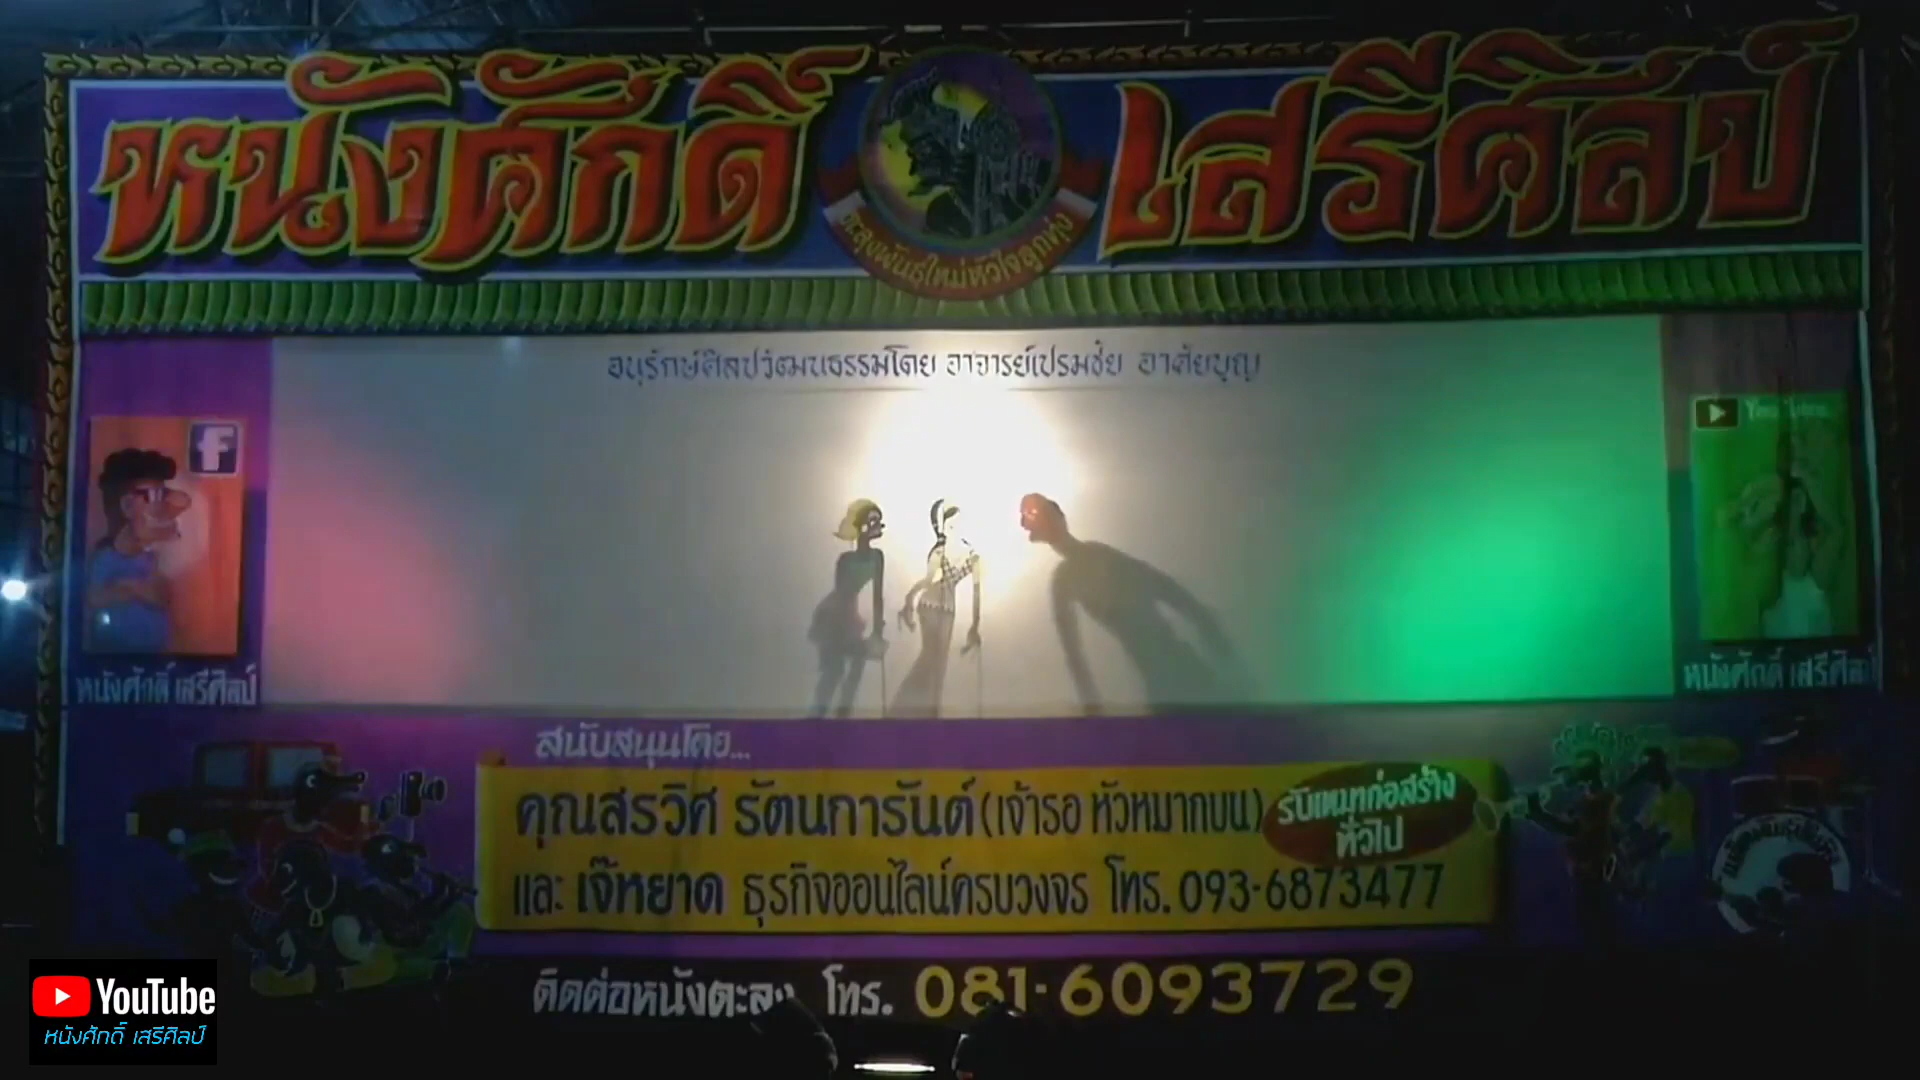 หนังศักดิ์ เสรีศิลป์
ตะลุงพันธุ์ใหม่หัวใจลูกทุ่ง
อนุรักษ์ศิลปวัฒนธรรมโดย อาจารย์เปรมชัย อาศัยบุญ
f
หนังศักดิ์ เสรีศิลป์
หนังศักดิ์ เสรีศิลป์
สนับสนุนโดย...
คุณสรวิศ รัตนการันต์ (เจ้ารอ หัวหมากบน)
รับเหมาก่อสร้าง
ทั่วไป
และ เจ๊หยาด ธุรกิจออนไลน์ครบวงจร โทร. 093-6873477
ติดต่อหนังตะลุง โทร. 081-6093729
YouTube
หนังศักดิ์ เสรีศิลป์